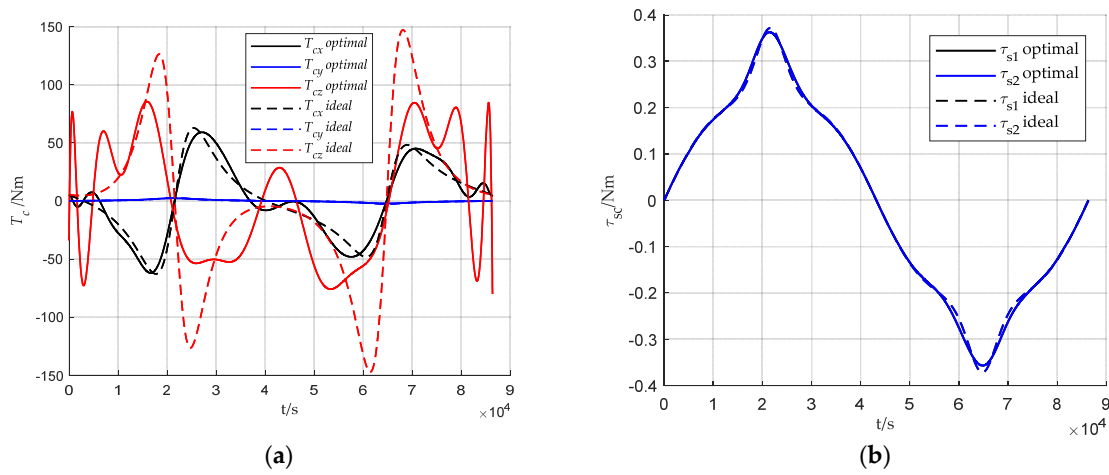 150
100
50
0
-50
-100
-150
T_c /Nm
T_cx optimal
T_cy optimal
T_cz optimal
T_cx ideal
T_cy ideal
T_cz ideal
0 1 2 3 4 5 6 7 8 9
×10^4
t/s
(a)
0.4
0.3
0.2
0.1
0
-0.1
-0.2
-0.3
-0.4
τ_sc/Nm
τ_s1 optimal
τ_s2 optimal
τ_s1 ideal
τ_s2 ideal
0 1 2 3 4 5 6 7 8 9
×10^4
t/s
(b)